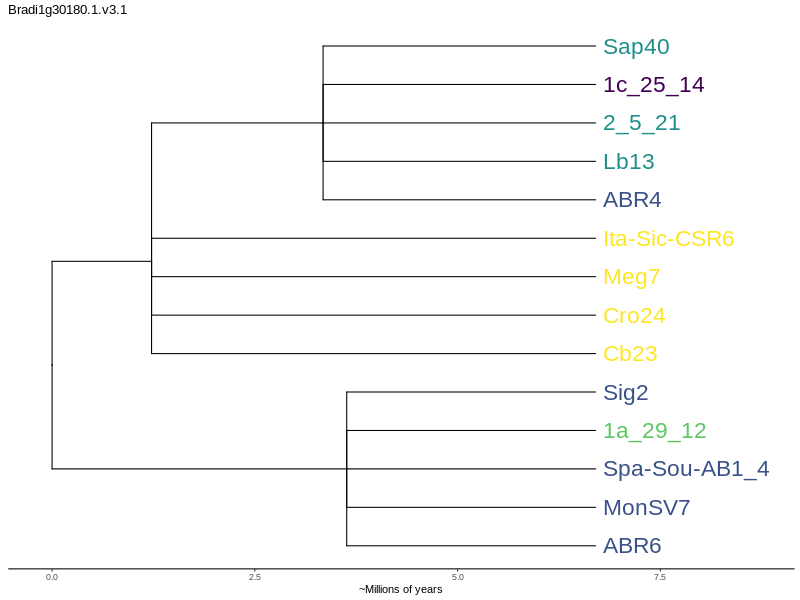 Bradi1g30180.1.v3.1
Sap40
1c_25_14
2_5_21
Lb13
ABR4
Ita-Sic-CSR6
Meg7
Cro24
Cb23
Sig2
1a_29_12
Spa-Sou-AB1_4
MonSV7
ABR6
0.0 2.5 5.0 7.5
~Millions of years